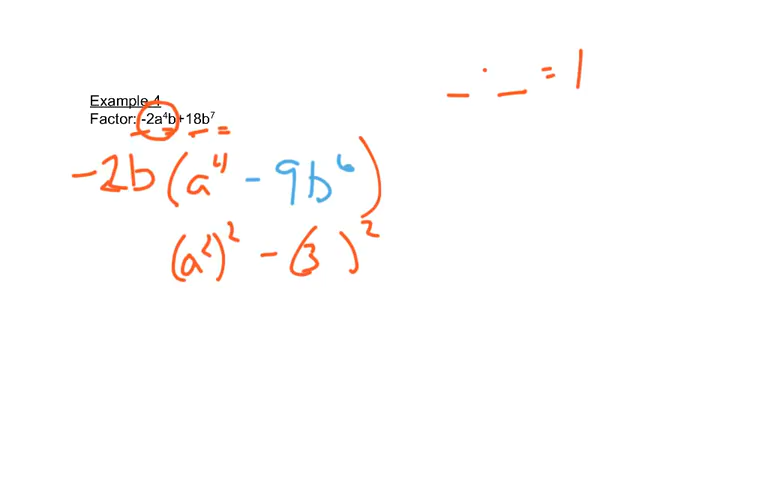 _ · _ = 1
Example 4
Factor: -2a⁴b+18b⁷
-2b(a⁴ - 9b⁶)
(a²)² - (3 )²